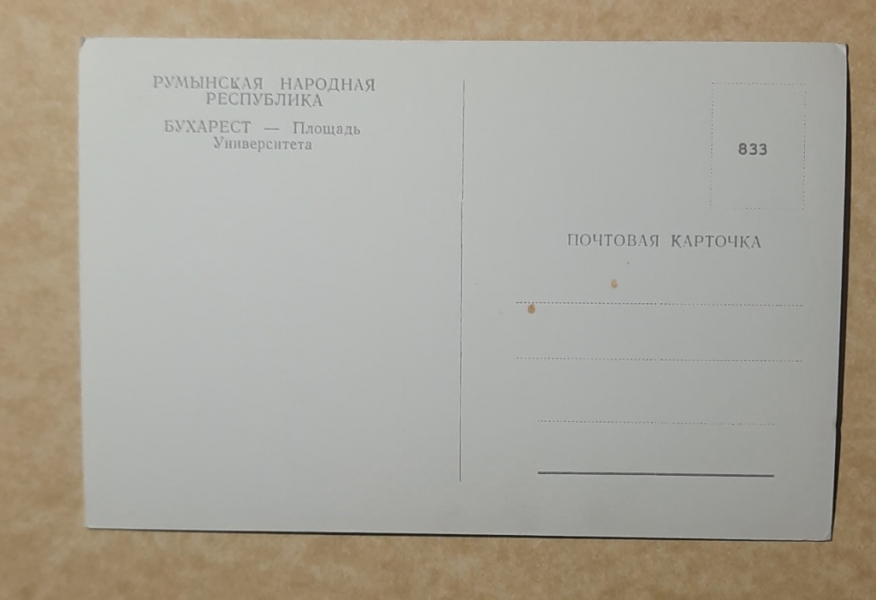 РУМЫНСКАЯ НАРОДНАЯ
РЕСПУБЛИКА
БУХАРЕСТ — Площадь
Университета
833
ПОЧТОВАЯ КАРТОЧКА